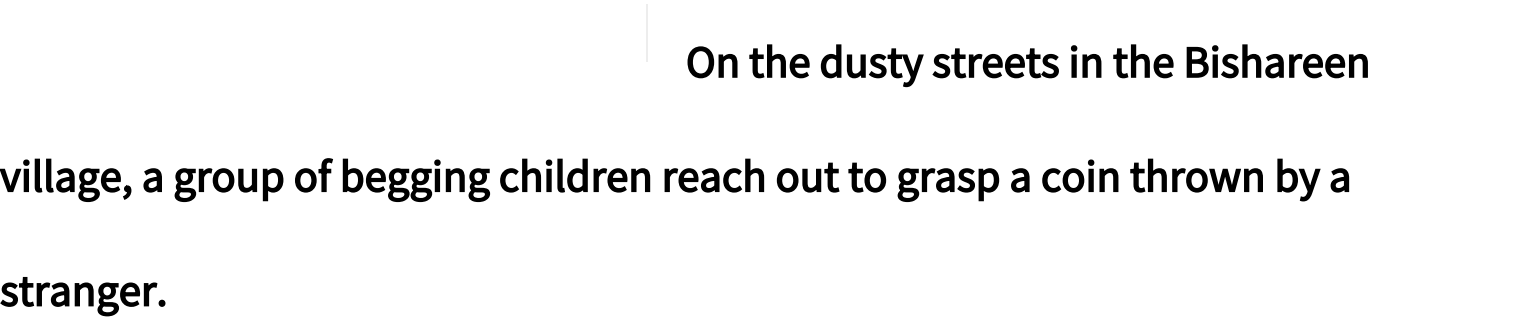 On the dusty streets in the Bishareen
village, a group of begging children reach out to grasp a coin thrown by a
stranger.